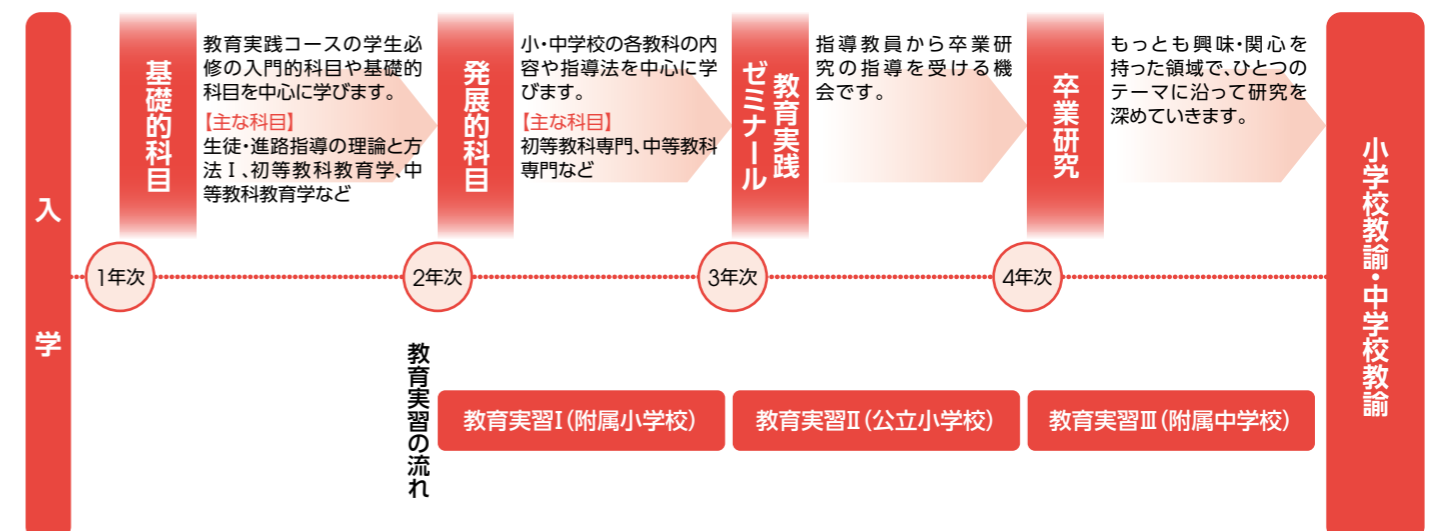 入学
基礎的科目
教育実践コースの学生必
修の入門的科目や基礎的
科目を中心に学びます。
【主な科目】
生徒・進路指導の理論と方
法Ⅰ、初等教科教育学、中
等教科教育学など
発展的科目
小・中学校の各教科の内
容や指導法を中心に学
びます。
【主な科目】
初等教科専門、中等教科
専門など
教育実践
ゼミナール
指導教員から卒業研
究の指導を受ける機
会です。
卒業研究
もっとも興味・関心を
持った領域で、ひとつの
テーマに沿って研究を
深めていきます。
1年次
2年次
3年次
4年次
教育実習の流れ
教育実習Ⅰ(附属小学校)
教育実習Ⅱ(公立小学校)
教育実習Ⅲ(附属中学校)
小学校教諭・中学校教諭